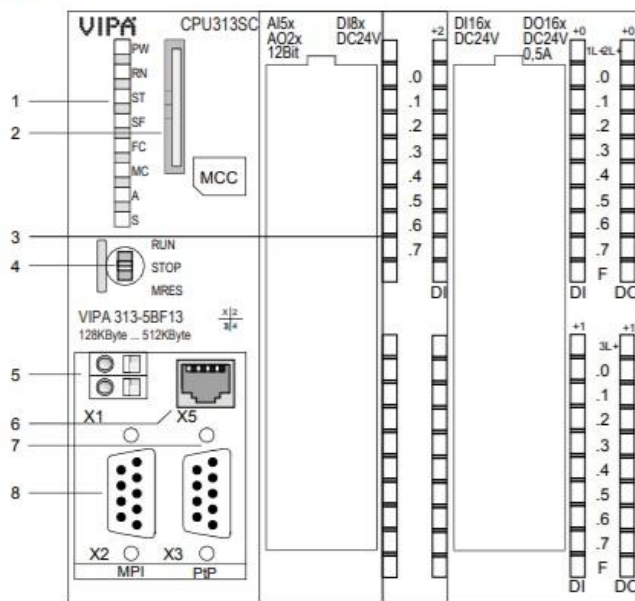 VIPA CPU313SC
PW
RN
ST
SF
FC
MC
A
S
MCC
RUN
STOP
MRES
VIPA 313-5BF13
128KByte ... 512KByte
X 2
3 4
X1 X5
X2 X3
MPI PtP
1
2
3
4
5
6
7
8
AI5x DI8x
AO2x DC24V
12Bit
+2
.0
.1
.2
.3
.4
.5
.6
.7
DI
DI16x DO16x
DC24V DC24V
0,5A
+0 +0
1L+ 2L+
.0
.1
.2
.3
.4
.5
.6
.7
F
DI DO
+1 +1
3L+
.0
.1
.2
.3
.4
.5
.6
.7
F
DI DO